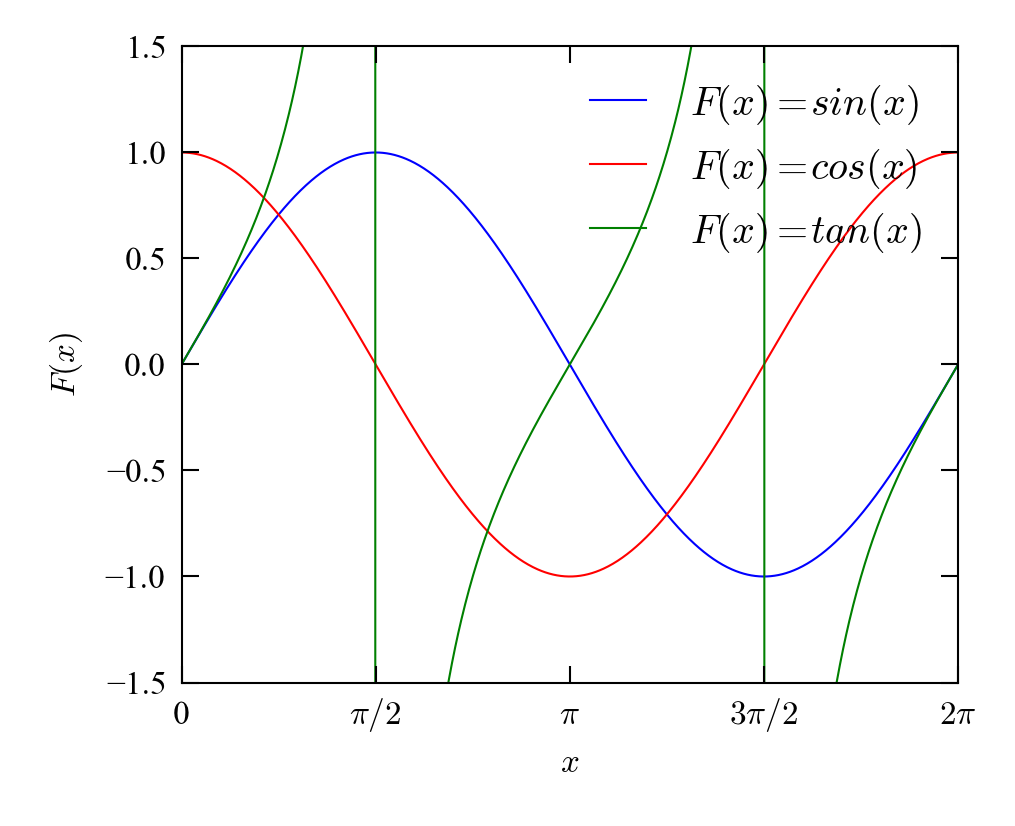 1.5
F(x) = sin(x)
F(x) = cos(x)
F(x) = tan(x)
1.0
0.5
0.0
−0.5
−1.0
−1.5
F(x)
0 π/2 π 3π/2 2π
x